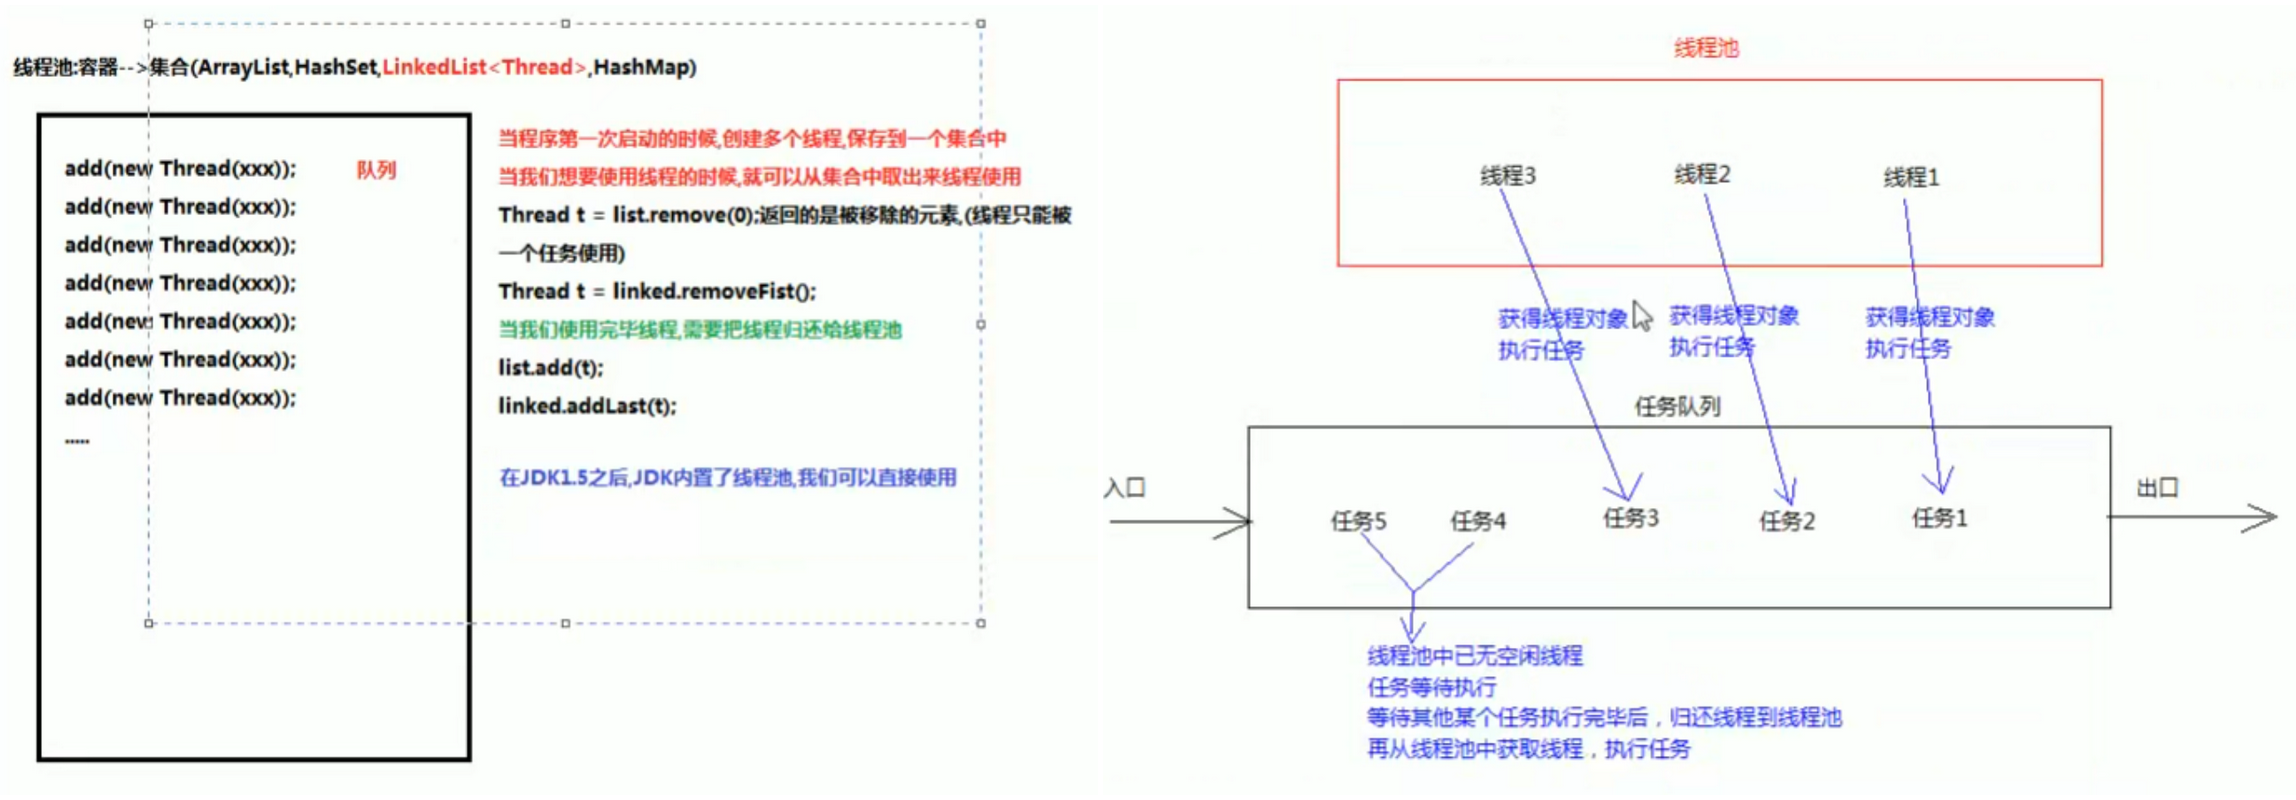 线程池:容器-->集合(ArrayList,HashSet,LinkedList<Thread>,HashMap)
add(new Thread(xxx)); 队列
add(new Thread(xxx));
add(new Thread(xxx));
add(new Thread(xxx));
add(new Thread(xxx));
add(new Thread(xxx));
add(new Thread(xxx));
.....
当程序第一次启动的时候,创建多个线程,保存到一个集合中
当我们想要使用线程的时候,就可以从集合中取出来线程使用
Thread t = list.remove(0);返回的是被移除的元素,(线程只能被
一个任务使用)
Thread t = linked.removeFist();
当我们使用完毕线程,需要把线程归还给线程池
list.add(t);
linked.addLast(t);
在JDK1.5之后,JDK内置了线程池,我们可以直接使用
线程池
线程3 线程2 线程1
获得线程对象
执行任务
获得线程对象
执行任务
获得线程对象
执行任务
任务队列
入口
出口
任务5 任务4 任务3 任务2 任务1
线程池中已无空闲线程
任务等待执行
等待其他某个任务执行完毕后，归还线程到线程池
再从线程池中获取线程，执行任务